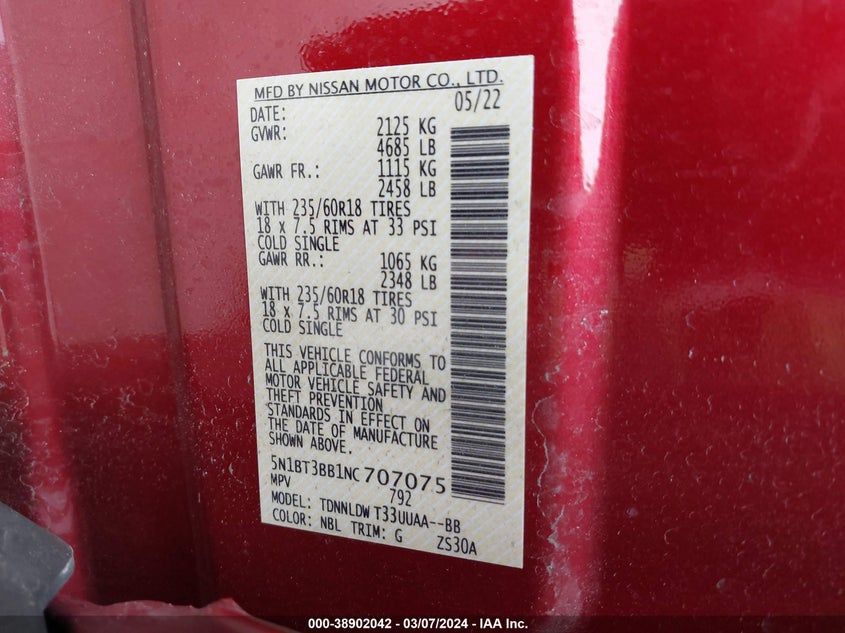 MFD BY NISSAN MOTOR CO., LTD.
DATE: 05/22
GVWR: 2125 KG
4685 LB
GAWR FR.: 1115 KG
2458 LB
WITH 235/60R18 TIRES
18 x 7.5 RIMS AT 33 PSI
COLD SINGLE
GAWR RR.: 1065 KG
2348 LB
WITH 235/60R18 TIRES
18 x 7.5 RIMS AT 30 PSI
COLD SINGLE
THIS VEHICLE CONFORMS TO
ALL APPLICABLE FEDERAL
MOTOR VEHICLE SAFETY AND
THEFT PREVENTION
STANDARDS IN EFFECT ON
THE DATE OF MANUFACTURE
SHOWN ABOVE.
5N1BT3BB1NC707075
MPV 792
MODEL: TDNNLDW T33UUAA--BB
COLOR: NBL TRIM: G ZS30A
000-38902042 - 03/07/2024 - IAA Inc.